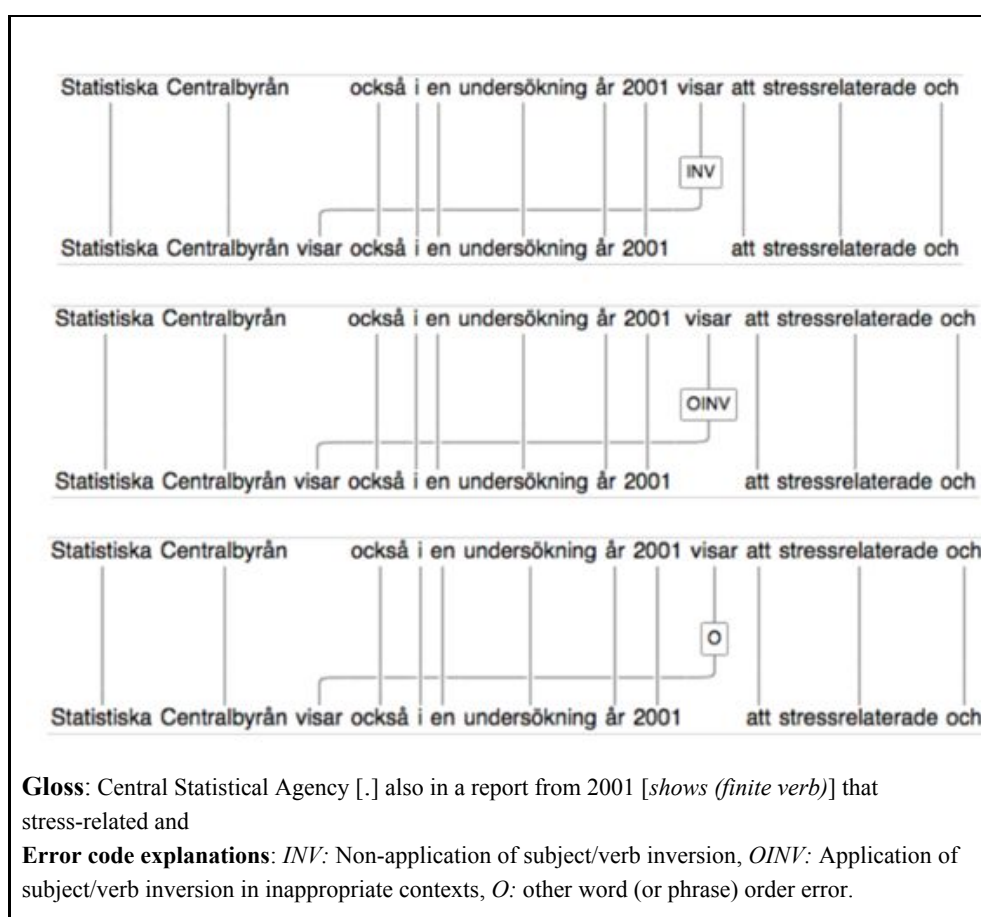 Statistiska Centralbyrån också i en undersökning år 2001 visar att stressrelaterade och
INV
Statistiska Centralbyrån visar också i en undersökning år 2001 att stressrelaterade och
Statistiska Centralbyrån också i en undersökning år 2001 visar att stressrelaterade och
OINV
Statistiska Centralbyrån visar också i en undersökning år 2001 att stressrelaterade och
Statistiska Centralbyrån också i en undersökning år 2001 visar att stressrelaterade och
O
Statistiska Centralbyrån visar också i en undersökning år 2001 att stressrelaterade och
Gloss: Central Statistical Agency [.] also in a report from 2001 [shows (finite verb)] that
stress-related and
Error code explanations: INV: Non-application of subject/verb inversion, OINV: Application of
subject/verb inversion in inappropriate contexts, O: other word (or phrase) order error.